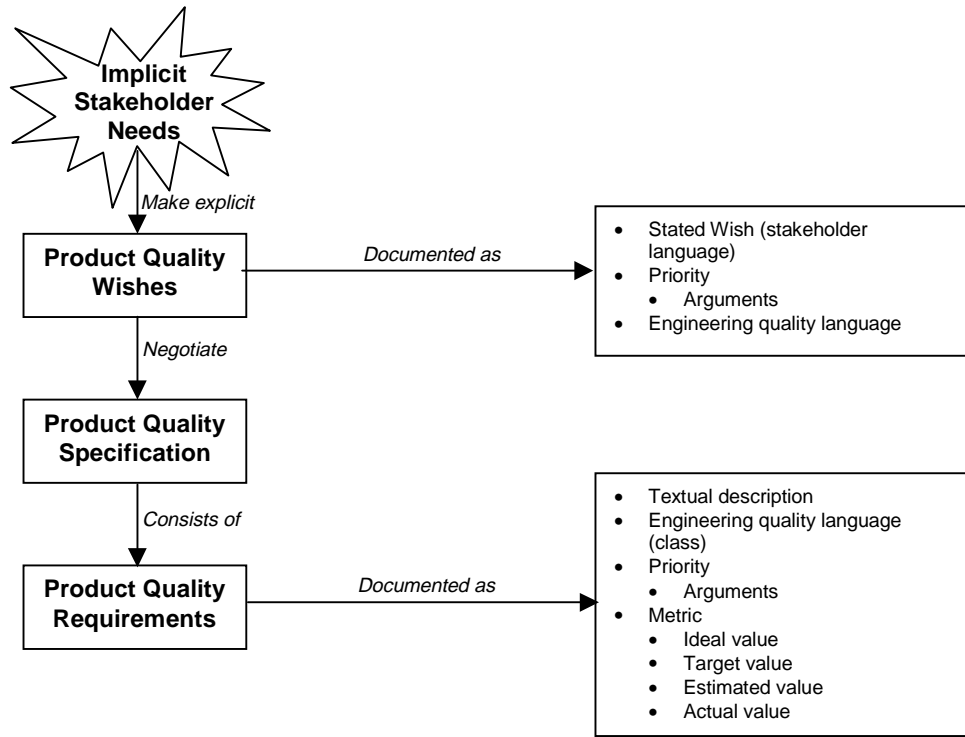 Implicit
Stakeholder
Needs
Make explicit
Product Quality
Wishes
Documented as
• Stated Wish (stakeholder
language)
• Priority
• Arguments
• Engineering quality language
Negotiate
Product Quality
Specification
Consists of
Product Quality
Requirements
Documented as
• Textual description
• Engineering quality language
(class)
• Priority
• Arguments
• Metric
• Ideal value
• Target value
• Estimated value
• Actual value